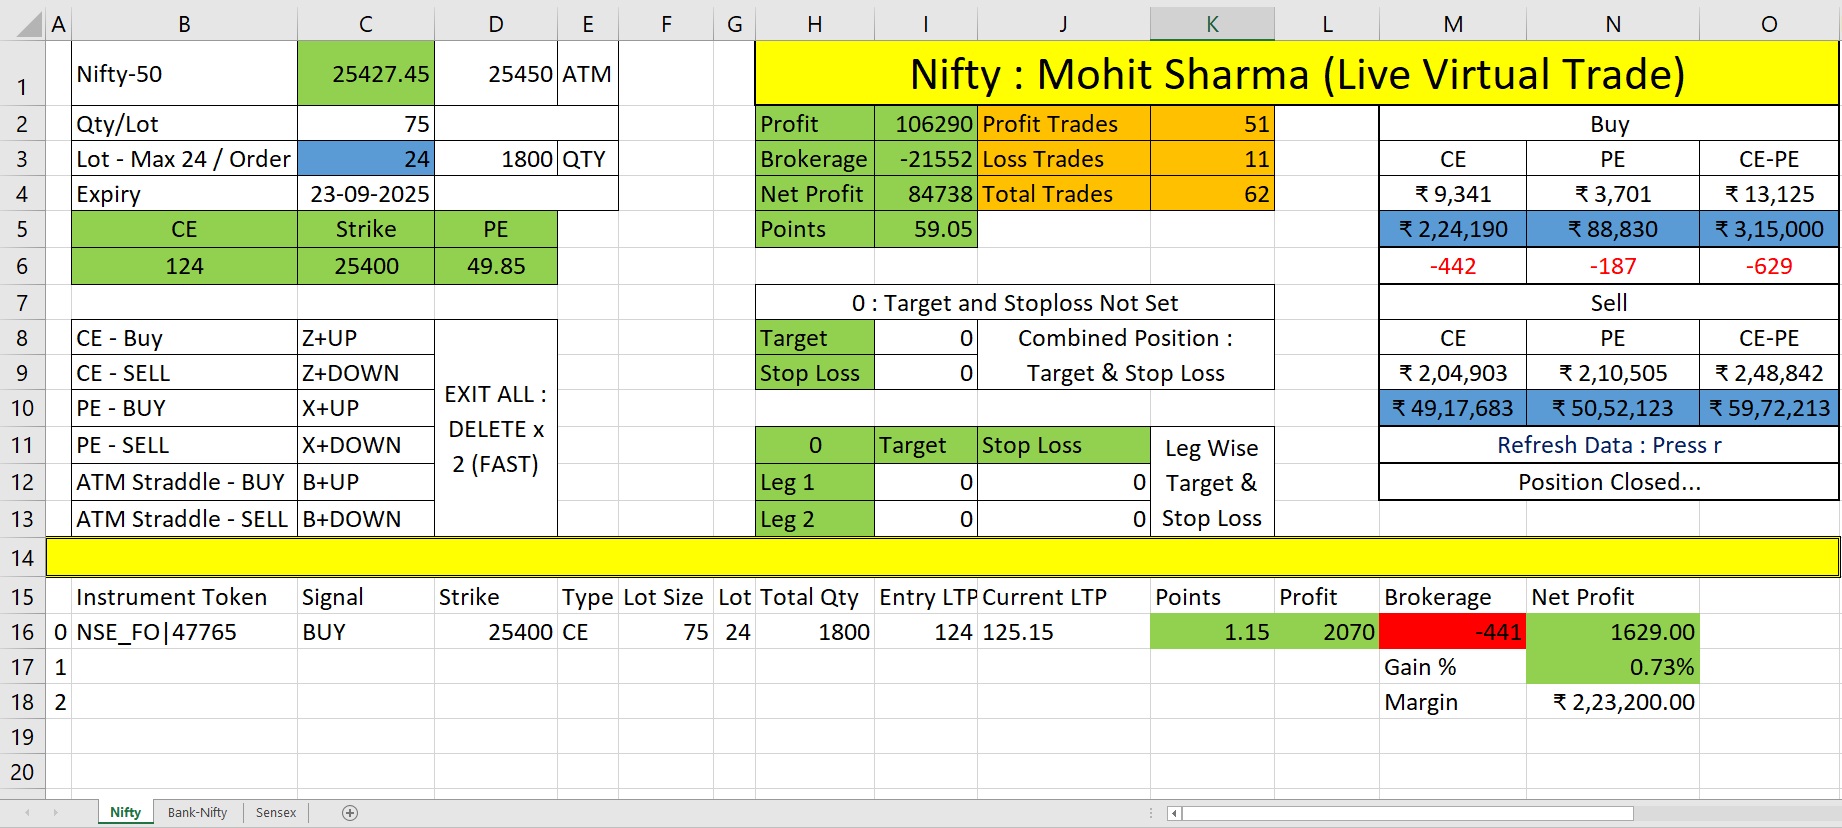 A B C D E F G H I J K L M N O
1 Nifty-50 25427.45 25450 ATM Nifty : Mohit Sharma (Live Virtual Trade)
2 Qty/Lot 75 Profit 106290 Profit Trades 51 Buy
3 Lot - Max 24 / Order 24 1800 QTY Brokerage -21552 Loss Trades 11 CE PE CE-PE
4 Expiry 23-09-2025 Net Profit 84738 Total Trades 62 ₹ 9,341 ₹ 3,701 ₹ 13,125
5 CE Strike PE Points 59.05 ₹ 2,24,190 ₹ 88,830 ₹ 3,15,000
6 124 25400 49.85 -442 -187 -629
7 0 : Target and Stoploss Not Set Sell
8 CE - Buy Z+UP Target 0 Combined Position : CE PE CE-PE
9 CE - SELL Z+DOWN Stop Loss 0 Target & Stop Loss ₹ 2,04,903 ₹ 2,10,505 ₹ 2,48,842
10 PE - BUY X+UP EXIT ALL : ₹ 49,17,683 ₹ 50,52,123 ₹ 59,72,213
11 PE - SELL X+DOWN DELETE x 0 Target Stop Loss Leg Wise Refresh Data : Press r
12 ATM Straddle - BUY B+UP 2 (FAST) Leg 1 0 0 Target & Position Closed...
13 ATM Straddle - SELL B+DOWN Leg 2 0 0 Stop Loss
14
15 Instrument Token Signal Strike Type Lot Size Lot Total Qty Entry LTP Current LTP Points Profit Brokerage Net Profit
16 0 NSE_FO|47765 BUY 25400 CE 75 24 1800 124 125.15 1.15 2070 -441 1629.00
17 1 Gain % 0.73%
18 2 Margin ₹ 2,23,200.00
19
20
Nifty Bank-Nifty Sensex